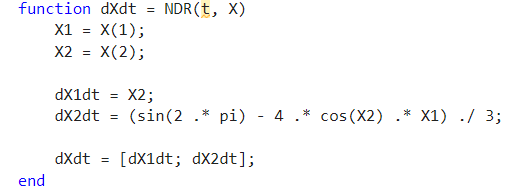 function dXdt = NDR(t, X)
X1 = X(1);
X2 = X(2);
dX1dt = X2;
dX2dt = (sin(2 .* pi) - 4 .* cos(X2) .* X1) ./ 3;
dXdt = [dX1dt; dX2dt];
end